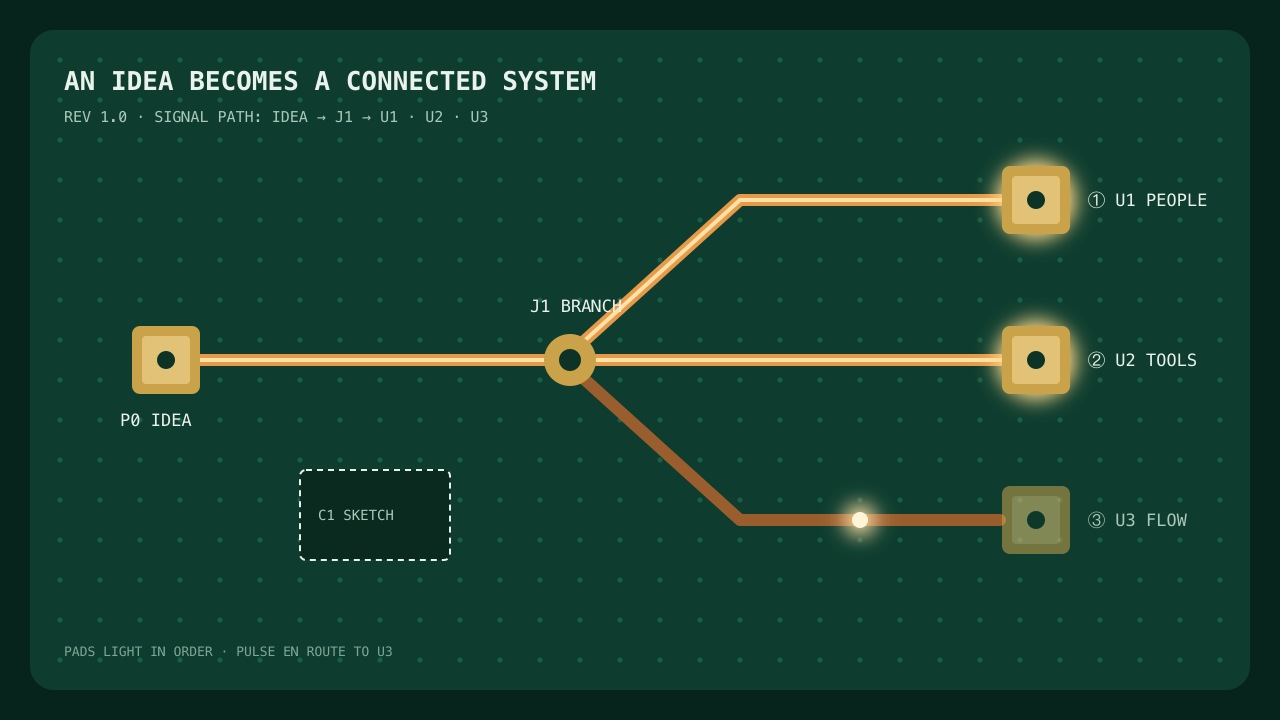 AN IDEA BECOMES A CONNECTED SYSTEM
REV 1.0 · SIGNAL PATH: IDEA → J1 → U1 · U2 · U3
① U1 PEOPLE
J1 BRANCH
② U2 TOOLS
P0 IDEA
C1 SKETCH
③ U3 FLOW
PADS LIGHT IN ORDER · PULSE EN ROUTE TO U3